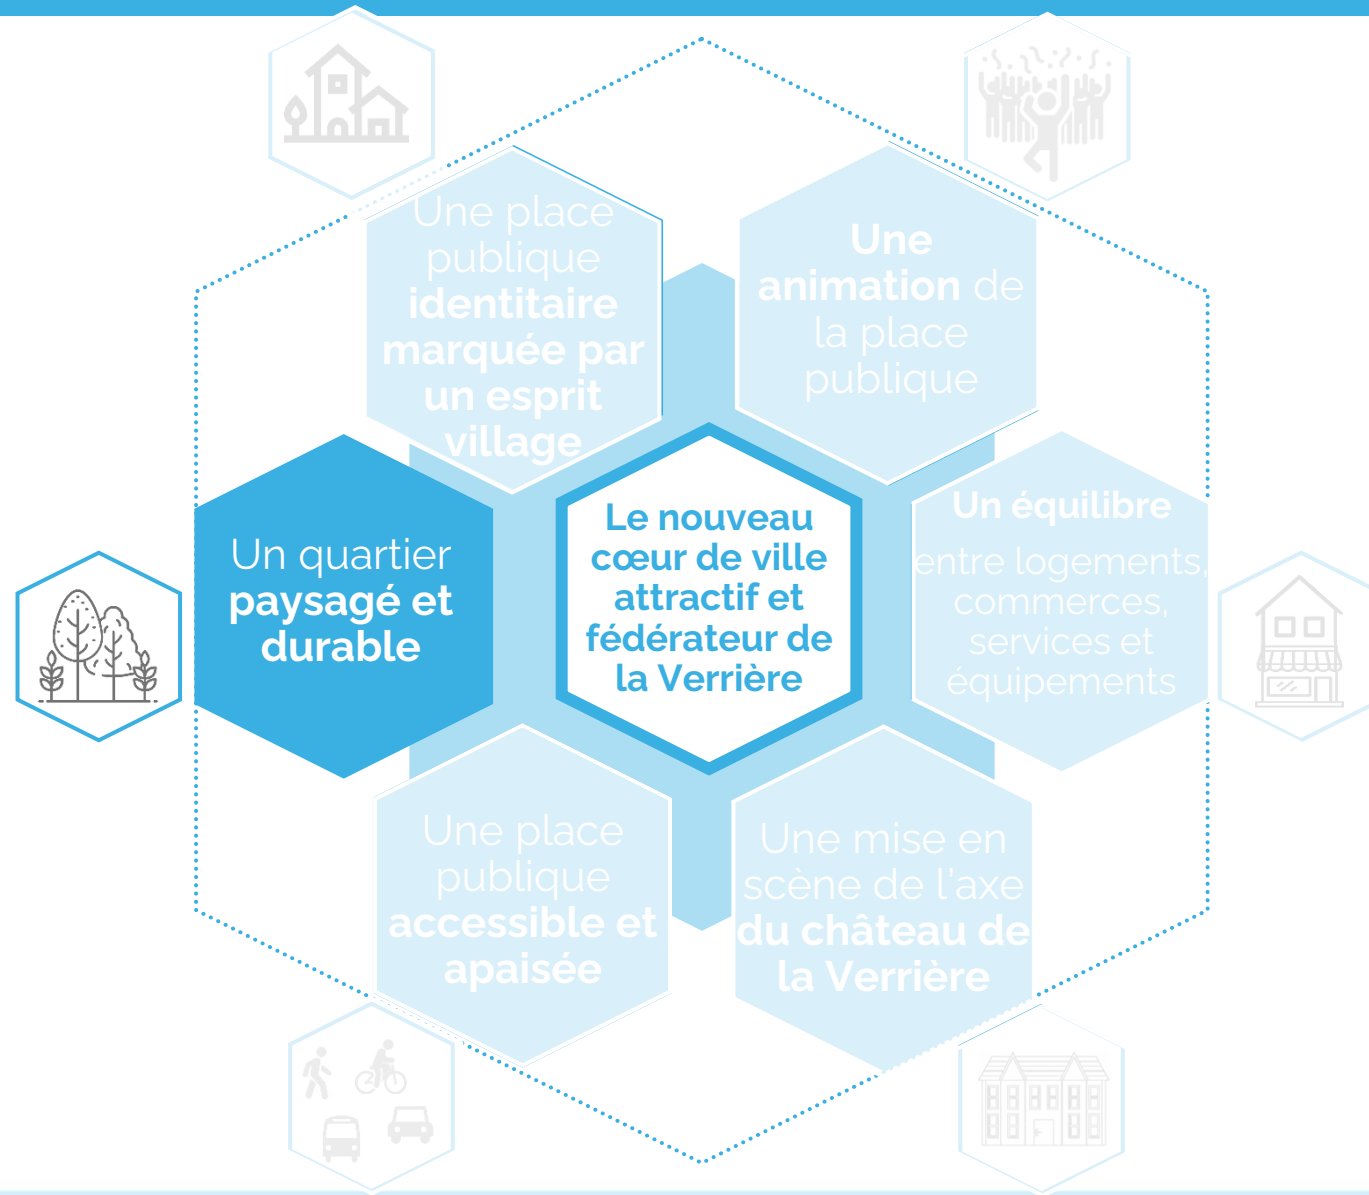 Une place
publique
identitaire
marquée par
un esprit
village
Une
animation de
la place
publique
Un quartier
paysagé et
durable
Le nouveau
cœur de ville
attractif et
fédérateur de
la Verrière
Un équilibre
entre logements,
commerces,
services et
équipements
Une place
publique
accessible et
apaisée
Une mise en
scène de l'axe
du château de
la Verrière